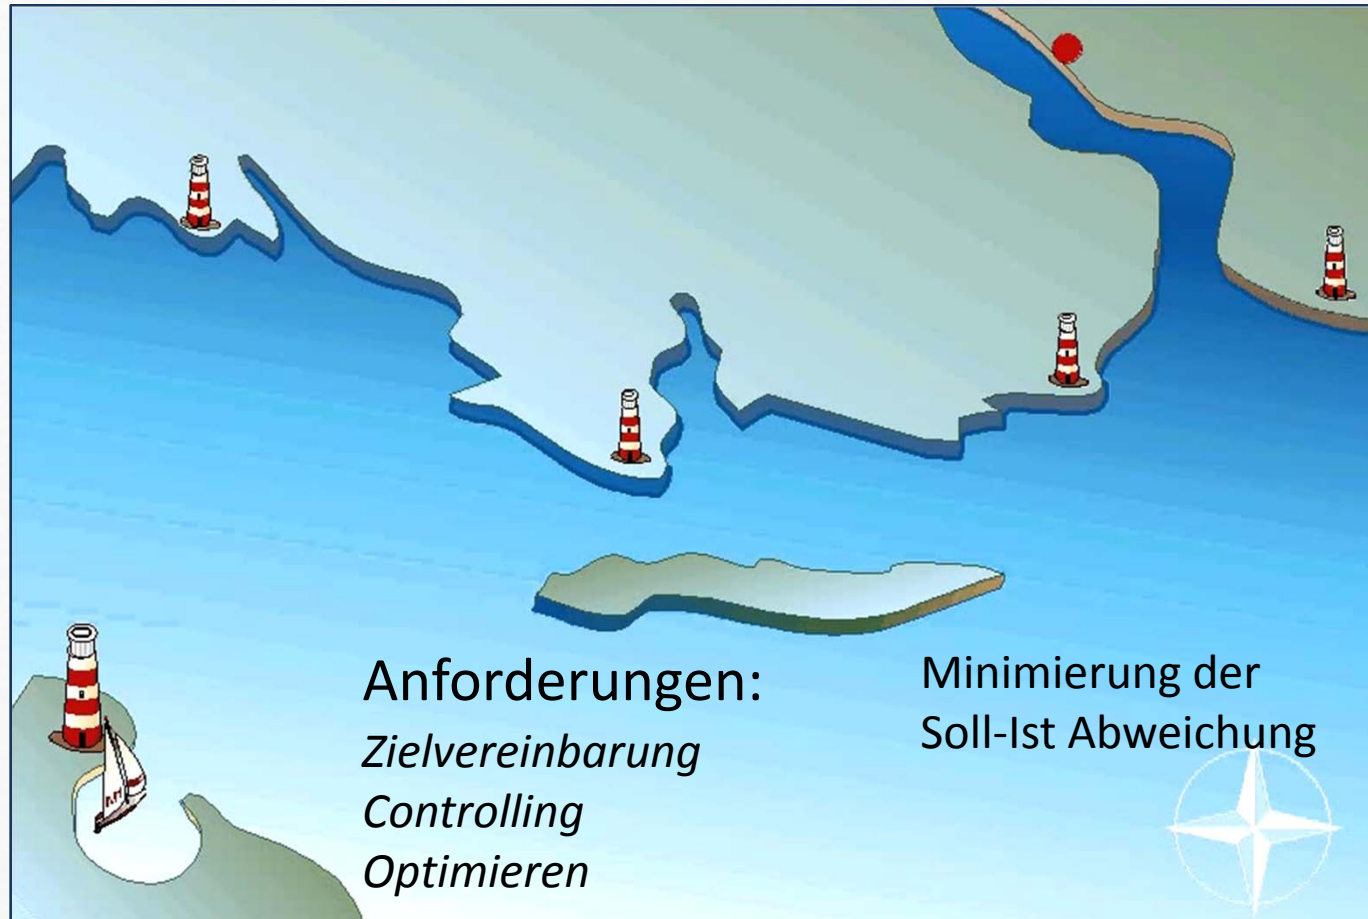 Anforderungen:
Zielvereinbarung
Controlling
Optimieren
Minimierung der
Soll-Ist Abweichung